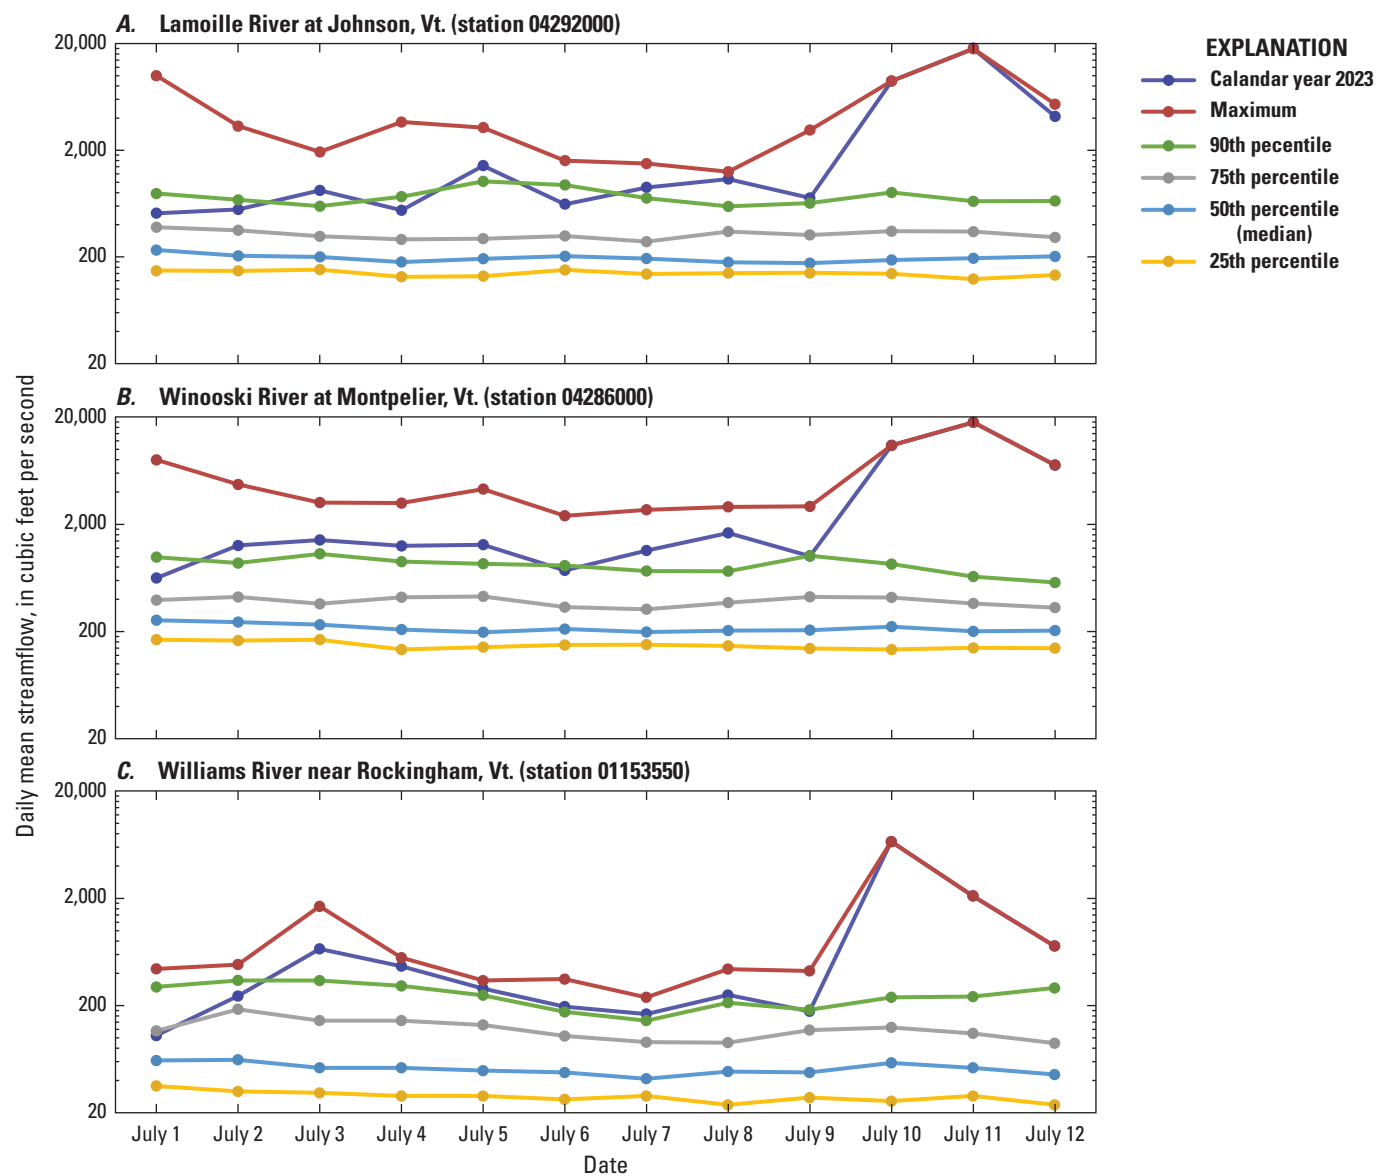 A. Lamoille River at Johnson, Vt. (station 04292000)
20,000
2,000
200
20
EXPLANATION
Calandar year 2023
Maximum
90th pecentile
75th percentile
50th percentile
(median)
25th percentile
Daily mean streamflow, in cubic feet per second
B. Winooski River at Montpelier, Vt. (station 04286000)
20,000
2,000
200
20
C. Williams River near Rockingham, Vt. (station 01153550)
20,000
2,000
200
20
July 1 July 2 July 3 July 4 July 5 July 6 July 7 July 8 July 9 July 10 July 11 July 12
Date